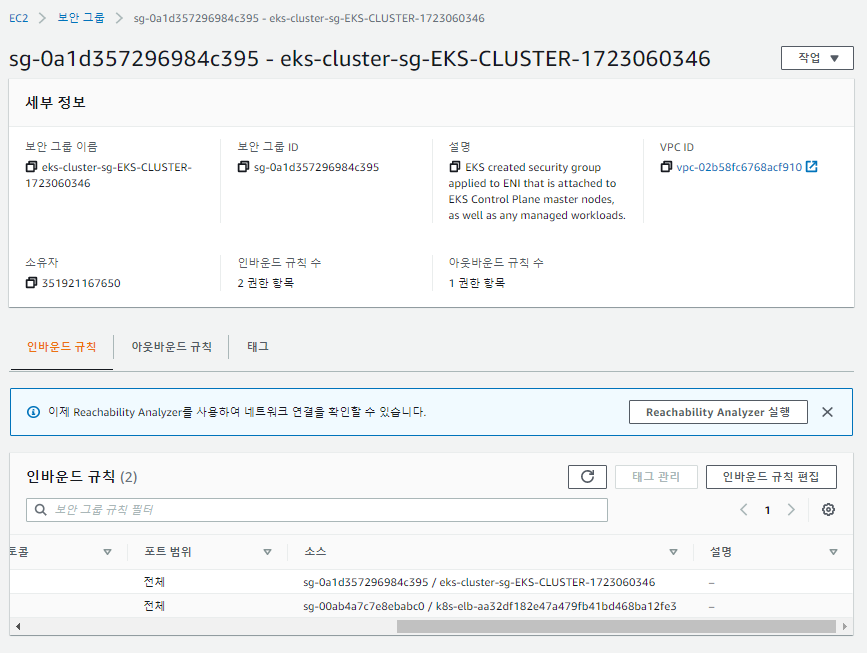 EC2 > 보안 그룹 > sg-0a1d357296984c395 - eks-cluster-sg-EKS-CLUSTER-1723060346
sg-0a1d357296984c395 - eks-cluster-sg-EKS-CLUSTER-1723060346
작업
세부 정보
보안 그룹 이름
eks-cluster-sg-EKS-CLUSTER-
1723060346
보안 그룹 ID
sg-0a1d357296984c395
설명
EKS created security group
applied to ENI that is attached to
EKS Control Plane master nodes,
as well as any managed workloads.
VPC ID
vpc-02b58fc6768acf910
소유자
351921167650
인바운드 규칙 수
2 권한 항목
아웃바운드 규칙 수
1 권한 항목
인바운드 규칙 아웃바운드 규칙 태그
이제 Reachability Analyzer를 사용하여 네트워크 연결을 확인할 수 있습니다.
Reachability Analyzer 실행
인바운드 규칙 (2)
태그 관리
인바운드 규칙 편집
보안 그룹 규칙 필터
1
토콜 포트 범위 소스 설명
전체 sg-0a1d357296984c395 / eks-cluster-sg-EKS-CLUSTER-1723060346 –
전체 sg-00ab4a7c7e8ebabc0 / k8s-elb-aa32df182e47a479fb41bd468ba12fe3 –